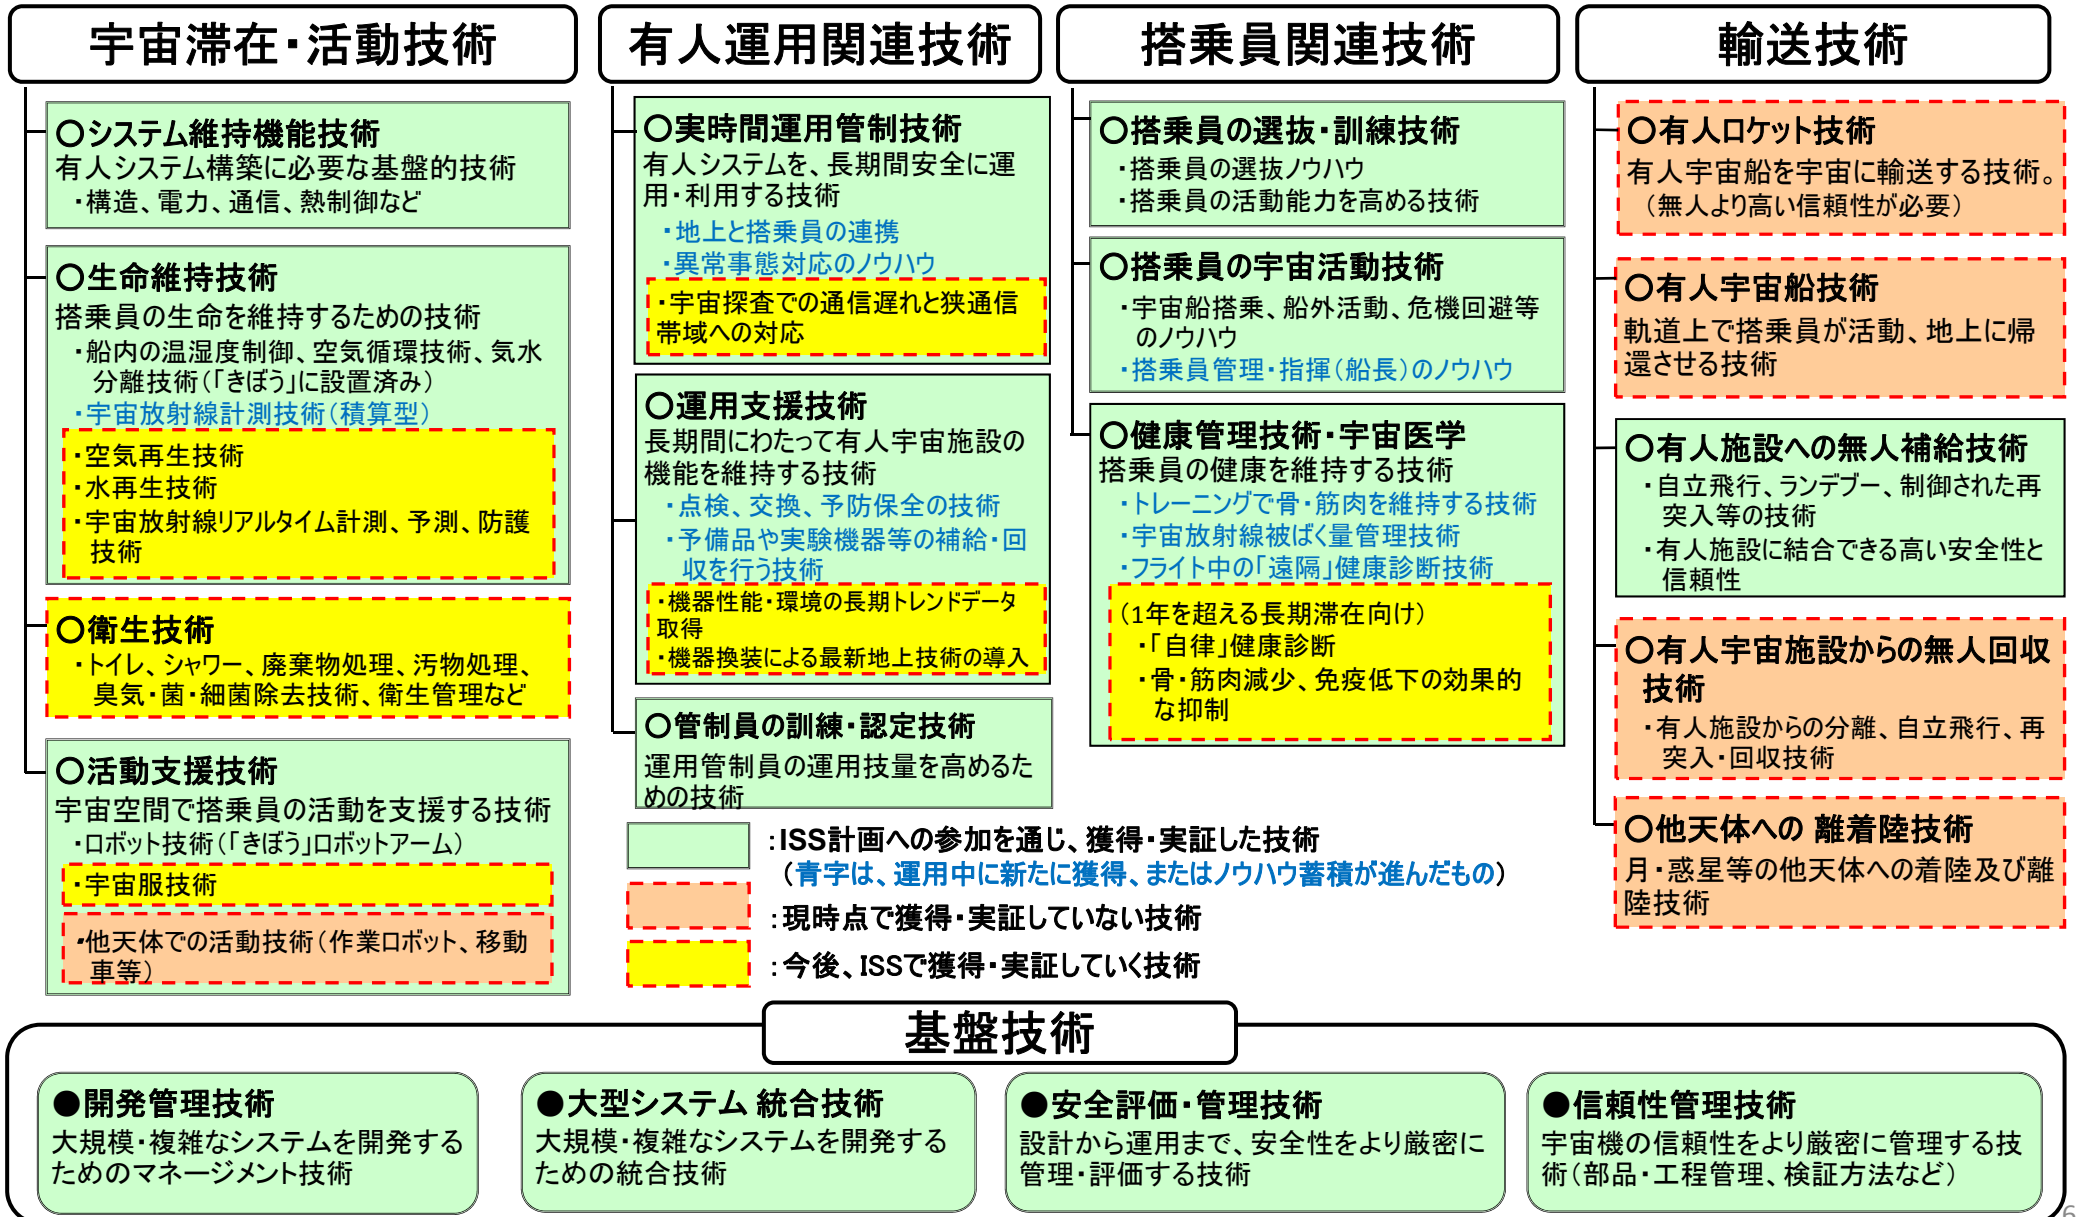 宇宙滞在・活動技術
○システム維持機能技術
有人システム構築に必要な基盤的技術
・構造、電力、通信、熱制御など
○生命維持技術
搭乗員の生命を維持するための技術
・船内の温湿度制御、空気循環技術、気水
分離技術(「きぼう」に設置済み)
・宇宙放射線計測技術(積算型)
・空気再生技術
・水再生技術
・宇宙放射線リアルタイム計測、予測、防護
技術
○衛生技術
・トイレ、シャワー、廃棄物処理、汚物処理、
臭気・菌・細菌除去技術、衛生管理など
○活動支援技術
宇宙空間で搭乗員の活動を支援する技術
・ロボット技術(「きぼう」ロボットアーム)
・宇宙服技術
・他天体での活動技術(作業ロボット、移動
車等)
有人運用関連技術
○実時間運用管制技術
有人システムを、長期間安全に運
用・利用する技術
・地上と搭乗員の連携
・異常事態対応のノウハウ
・宇宙探査での通信遅れと狭通信
帯域への対応
○運用支援技術
長期間にわたって有人宇宙施設の
機能を維持する技術
・点検、交換、予防保全の技術
・予備品や実験機器等の補給・回
収を行う技術
・機器性能・環境の長期トレンドデータ
取得
・機器換装による最新地上技術の導入
○管制員の訓練・認定技術
運用管制員の運用技量を高めるた
めの技術
搭乗員関連技術
○搭乗員の選抜・訓練技術
・搭乗員の選抜ノウハウ
・搭乗員の活動能力を高める技術
○搭乗員の宇宙活動技術
・宇宙船搭乗、船外活動、危機回避等
のノウハウ
・搭乗員管理・指揮(船長)のノウハウ
○健康管理技術・宇宙医学
搭乗員の健康を維持する技術
・トレーニングで骨・筋肉を維持する技術
・宇宙放射線被ばく量管理技術
・フライト中の「遠隔」健康診断技術
(1年を超える長期滞在向け)
・「自律」健康診断
・骨・筋肉減少、免疫低下の効果的
な抑制
輸送技術
○有人ロケット技術
有人宇宙船を宇宙に輸送する技術。
(無人より高い信頼性が必要)
○有人宇宙船技術
軌道上で搭乗員が活動、地上に帰
還させる技術
○有人施設への無人補給技術
・自立飛行、ランデブー、制御された再
突入等の技術
・有人施設に結合できる高い安全性と
信頼性
○有人宇宙施設からの無人回収
技術
・有人施設からの分離、自立飛行、再
突入・回収技術
○他天体への 離着陸技術
月・惑星等の他天体への着陸及び離
陸技術
:ISS計画への参加を通じ、獲得・実証した技術
(青字は、運用中に新たに獲得、またはノウハウ蓄積が進んだもの)
:現時点で獲得・実証していない技術
:今後、ISSで獲得・実証していく技術
基盤技術
●開発管理技術
大規模・複雑なシステムを開発する
ためのマネージメント技術
●大型システム 統合技術
大規模・複雑なシステムを開発する
ための統合技術
●安全評価・管理技術
設計から運用まで、安全性をより厳密に
管理・評価する技術
●信頼性管理技術
宇宙機の信頼性をより厳密に管理する技
術(部品・工程管理、検証方法など)
6